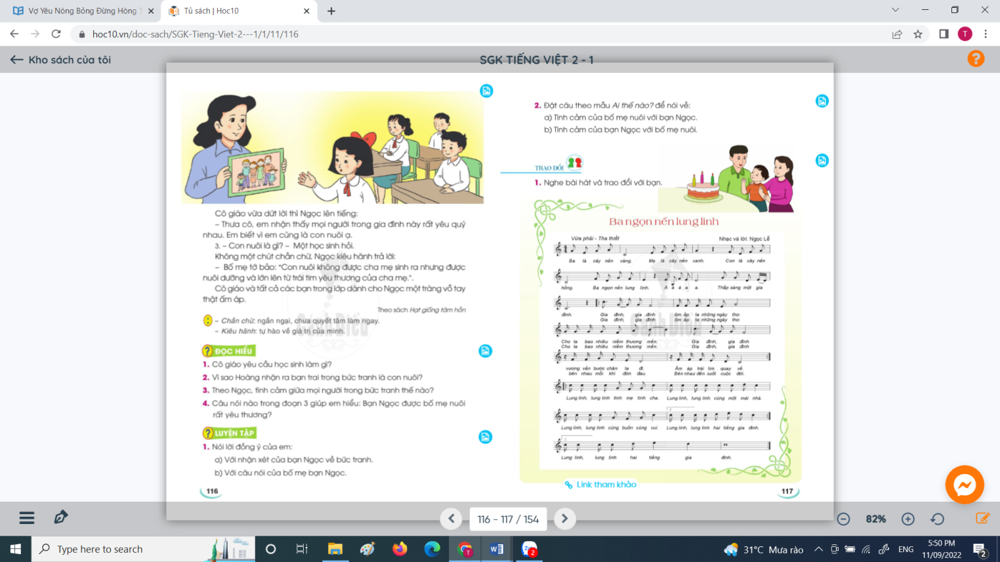 Vợ Yêu Nóng Bỏng Đừng Hòng T
Tủ sách | Hoc10
hoc10.vn/doc-sach/SGK-Tieng-Viet-2---1/1/11/116
T
Kho sách của tôi
SGK TIẾNG VIỆT 2 - 1
Cô giáo vừa dứt lời thì Ngọc lên tiếng:
– Thưa cô, em nhận thấy mọi người trong gia đình này rất yêu quý
nhau. Em biết vì em cũng là con nuôi ạ.
3. – Con nuôi là gì? – Một học sinh hỏi.
Không một chút chần chừ, Ngọc kiêu hãnh trả lời:
– Bố mẹ tớ bảo: "Con nuôi không được cha mẹ sinh ra nhưng được
nuôi dưỡng và lớn lên từ trái tim yêu thương của cha mẹ.".
Cô giáo và tất cả các bạn trong lớp dành cho Ngọc một tràng vỗ tay
thật ấm áp.
Theo sách Hạt giống tâm hồn
– Chần chừ: ngần ngại, chưa quyết tâm làm ngay.
– Kiêu hãnh: tự hào về giá trị của mình.
Cánh Diều
? ĐỌC HIỂU
1. Cô giáo yêu cầu học sinh làm gì?
2. Vì sao Hoàng nhận ra bạn trai trong bức tranh là con nuôi?
3. Theo Ngọc, tình cảm giữa mọi người trong bức tranh thế nào?
4. Câu nói nào trong đoạn 3 giúp em hiểu: Bạn Ngọc được bố mẹ nuôi
rất yêu thương?
? LUYỆN TẬP
1. Nói lời đồng ý của em:
a) Với nhận xét của bạn Ngọc về bức tranh.
b) Với câu nói của bố mẹ bạn Ngọc.
116
2. Đặt câu theo mẫu Ai thế nào? để nói về:
a) Tình cảm của bố mẹ nuôi với bạn Ngọc.
b) Tình cảm của bạn Ngọc với bố mẹ nuôi.
TRAO ĐỔI
1. Nghe bài hát và trao đổi với bạn.
Ba ngọn nến lung linh
Vừa phải - Tha thiết
Nhạc và lời: Ngọc Lễ
Ba là cây nến vàng. Mẹ là cây nến xanh. Con là cây nến
hồng. Ba ngọn nến lung linh. A á á a a. Thắp sáng một gia
đình. Gia đình, gia đình ôm ấp ta những ngày thơ.
Gia đình, gia đình ôm ấp ta những ngày thơ.
Cho ta bao nhiêu niềm thương mến. Gia đình, gia đình
Cho ta bao nhiêu niềm thương mến. Gia đình, gia đình
vương vấn bước chân ta đi. Ấm áp trái tim quay về.
bên nhau mỗi khi đớn đau. Bên nhau đến suốt cuộc đời.
Lung linh, lung linh tình mẹ tình cha. Lung linh, lung linh cùng một mái nhà.
1.
Lung linh, lung linh cùng buồn cùng vui. Lung linh, lung linh hai tiếng gia đình.
2.
Lung linh, lung linh hai tiếng gia đình.
Cánh Diều
Link tham khảo
117
116 - 117 / 154
82%
Type here to search
T
W
Zalo
2
31°C Mưa rào
ENG
5:50 PM
11/09/2022
2